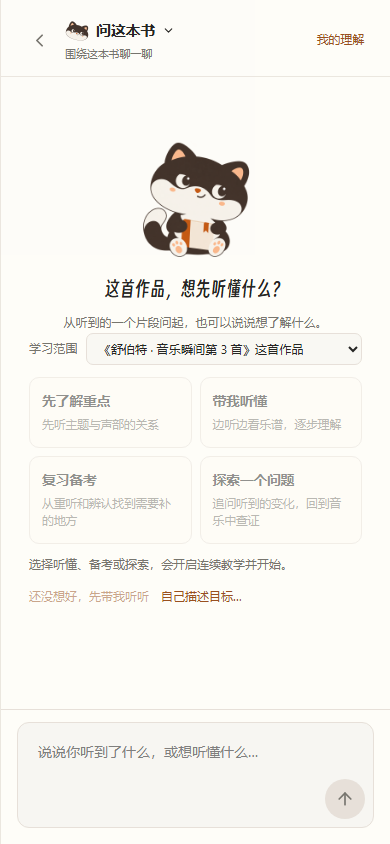 问这本书
围绕这本书聊一聊
我的理解
这首作品，想先听懂什么？
从听到的一个片段问起，也可以说说想了解什么。
学习范围
《舒伯特 · 音乐瞬间第 3 首》这首作品
先了解重点
先听主题与声部的关系
带我听懂
边听边看乐谱，逐步理解
复习备考
从重听和辨认找到需要补
的地方
探索一个问题
追问听到的变化，回到音
乐中查证
选择听懂、备考或探索，会开启连续教学并开始。
还没想好，先带我听听
自己描述目标...
说说你听到了什么，或想听懂什么...